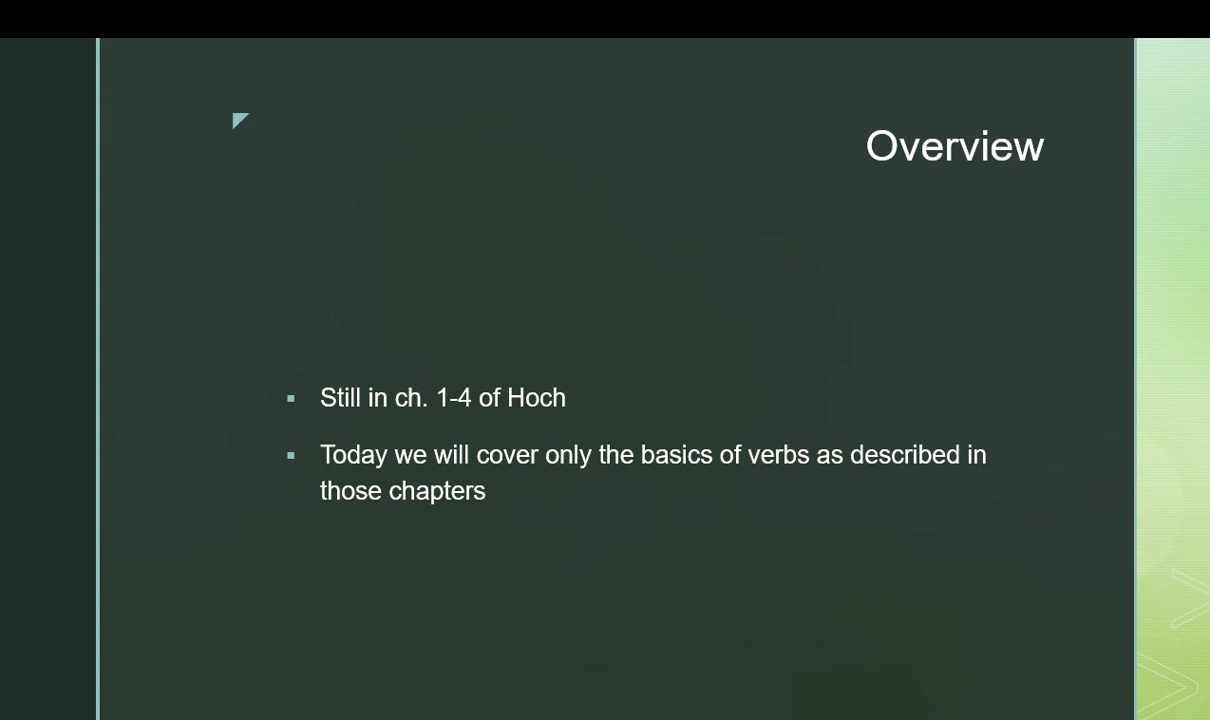 Overview
▪ Still in ch. 1-4 of Hoch
▪ Today we will cover only the basics of verbs as described in
those chapters